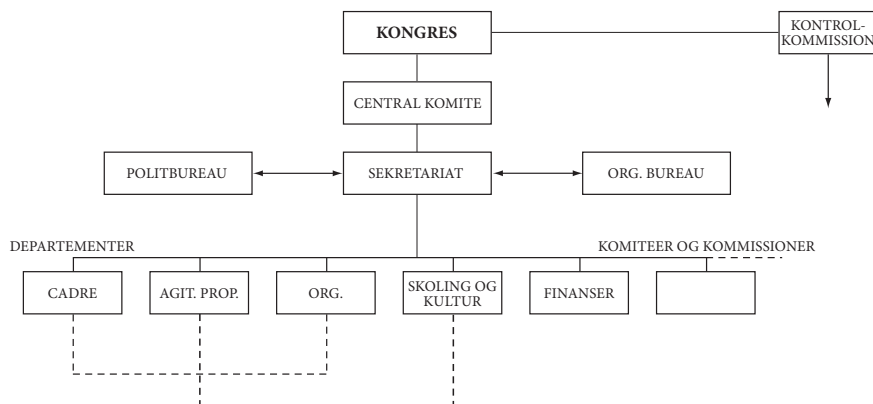 KONGRES
KONTROL-
KOMMISSION
CENTRAL KOMITE
POLITBUREAU
SEKRETARIAT
ORG. BUREAU
DEPARTEMENTER
KOMITEER OG KOMMISSIONER
CADRE
AGIT. PROP.
ORG.
SKOLING OG
KULTUR
FINANSER